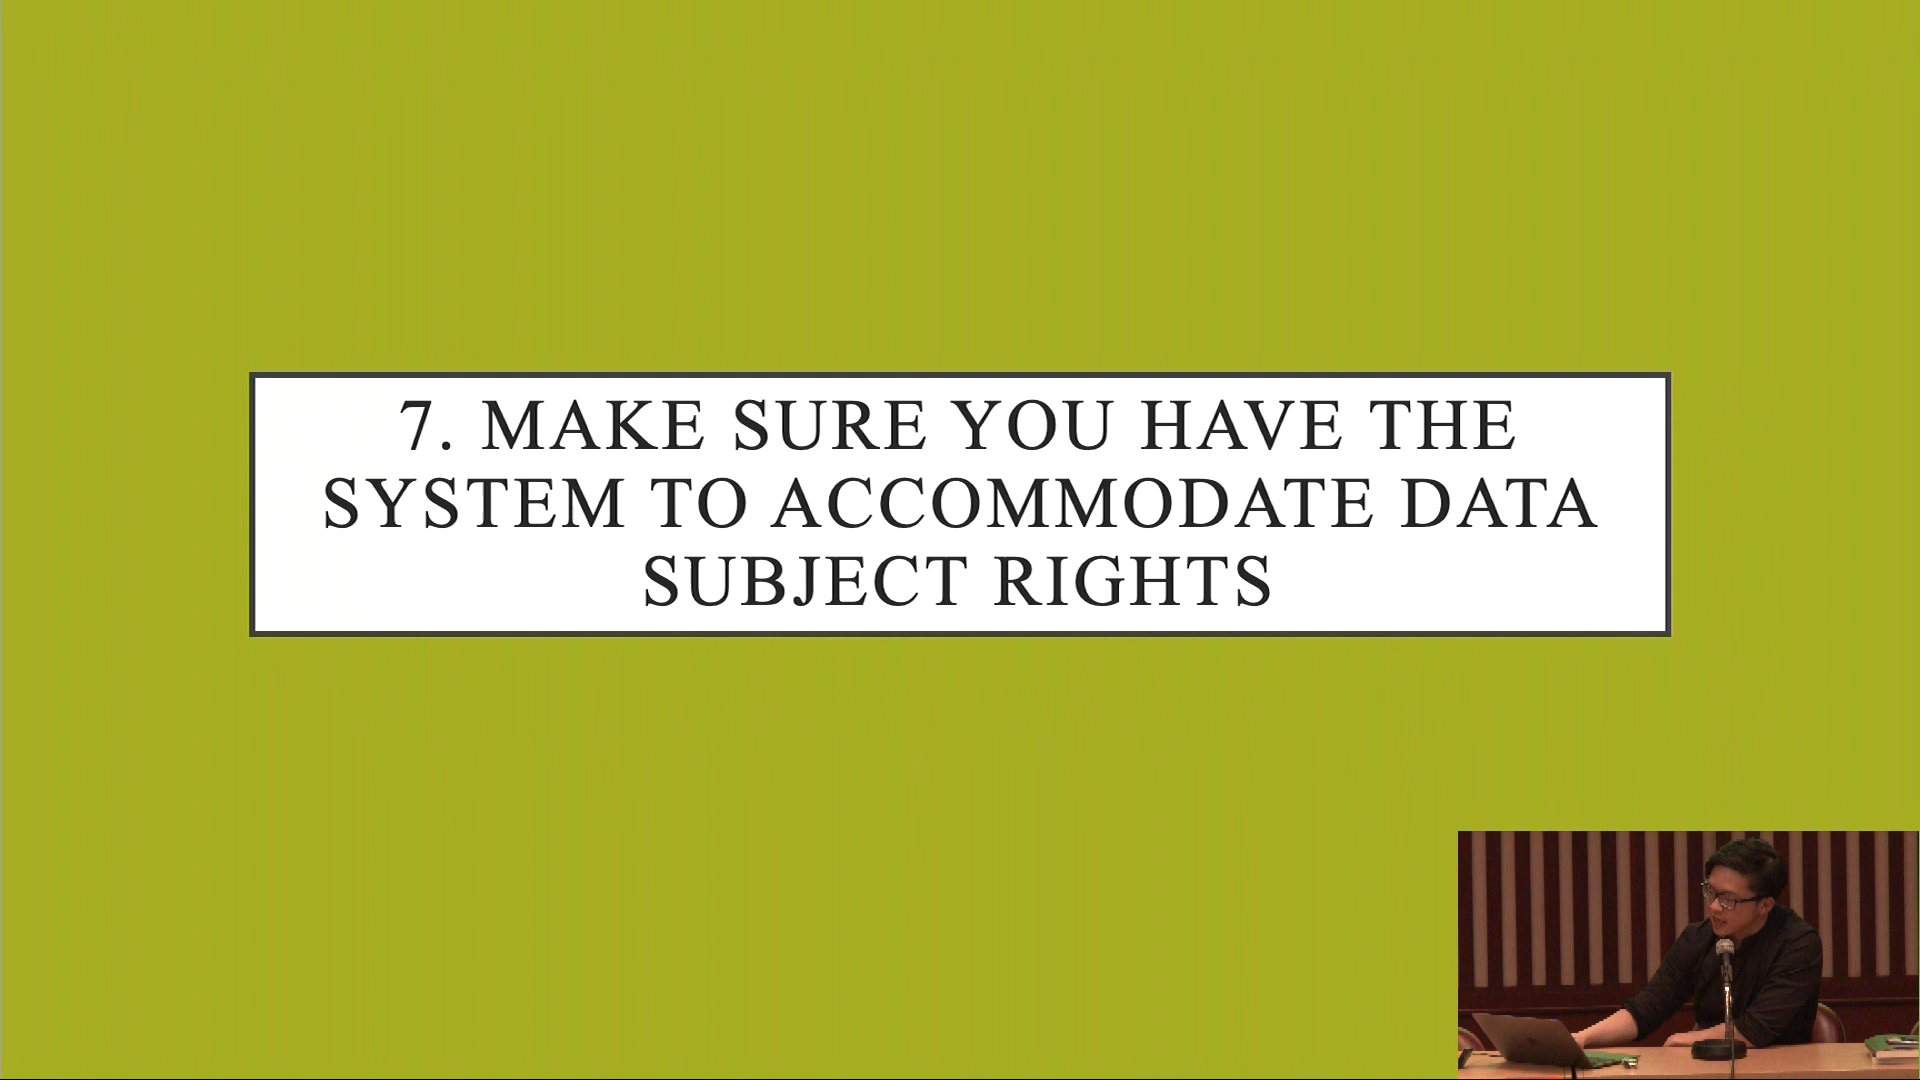 7. MAKE SURE YOU HAVE THE
SYSTEM TO ACCOMMODATE DATA
SUBJECT RIGHTS